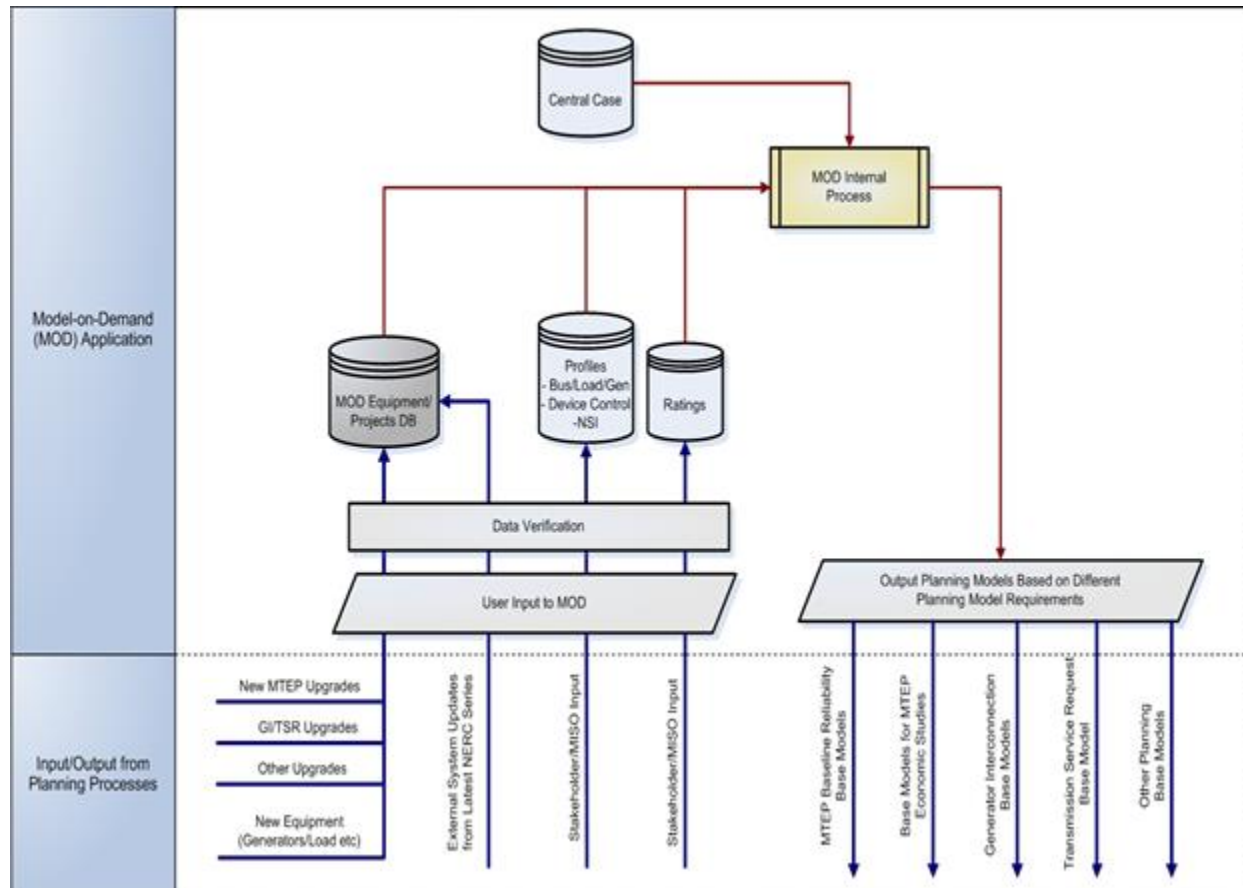 Central Case
MOD Internal
Process
Model-on-Demand
(MOD) Application
MOD Equipment/
Projects DB
Profiles
- Bus/Load/Gen
- Device Control
-NSI
Ratings
Data Verification
User Input to MOD
Output Planning Models Based on Different
Planning Model Requirements
Input/Output from
Planning Processes
New MTEP Upgrades
GI/TSR Upgrades
Other Upgrades
New Equipment
(Generators/Load etc)
External System Updates
from Latest NERC Series
Stakeholder/MISO Input
Stakeholder/MISO Input
MTEP Baseline Reliability
Base Models
Base Models for MTEP
Economic Studies
Generator Interconnection
Base Models
Transmission Service Request
Base Model
Other Planning
Base Models